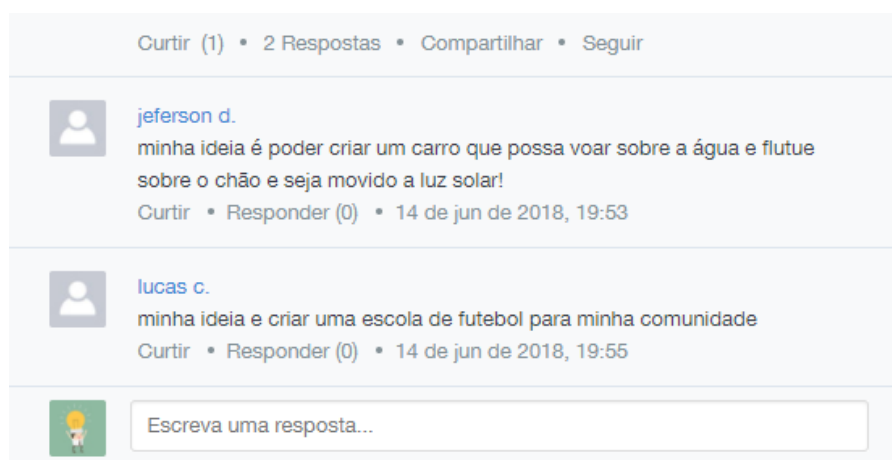 Curtir (1) • 2 Respostas • Compartilhar • Seguir
jeferson d.
minha ideia é poder criar um carro que possa voar sobre a água e flutue
sobre o chão e seja movido a luz solar!
Curtir • Responder (0) • 14 de jun de 2018, 19:53
lucas c.
minha ideia e criar uma escola de futebol para minha comunidade
Curtir • Responder (0) • 14 de jun de 2018, 19:55
Escreva uma resposta...